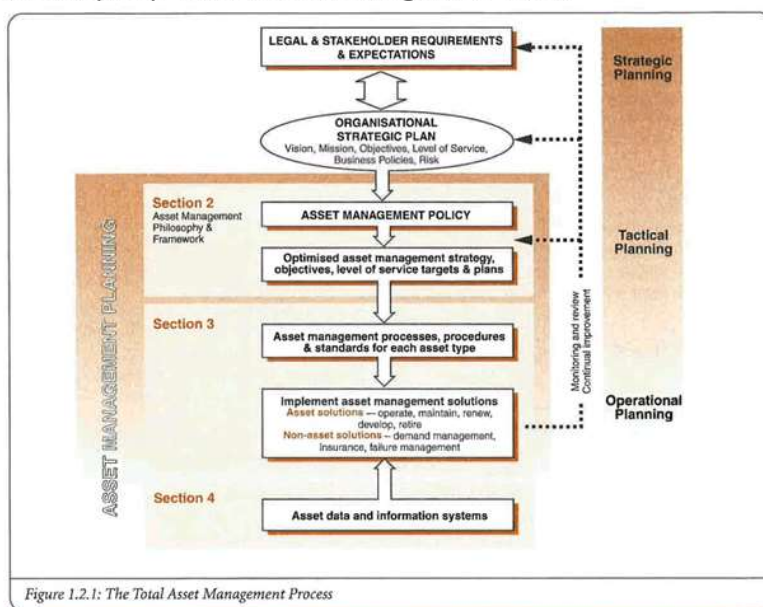 LEGAL & STAKEHOLDER REQUIREMENTS
& EXPECTATIONS
Strategic
Planning
ORGANISATIONAL
STRATEGIC PLAN
Vision, Mission, Objectives, Level of Service,
Business Policies, Risk
ASSET MANAGEMENT PLANNING
Section 2
Asset Management
Philosophy &
Framework
ASSET MANAGEMENT POLICY
Optimised asset management strategy,
objectives, level of service targets & plans
Tactical
Planning
Monitoring and review
Continual improvement
Section 3
Asset management processes, procedures
& standards for each asset type
Implement asset management solutions
Asset solutions -- operate, maintain, renew,
develop, retire
Non-asset solutions -- demand management,
insurance, failure management
Operational
Planning
Section 4
Asset data and information systems
Figure 1.2.1: The Total Asset Management Process